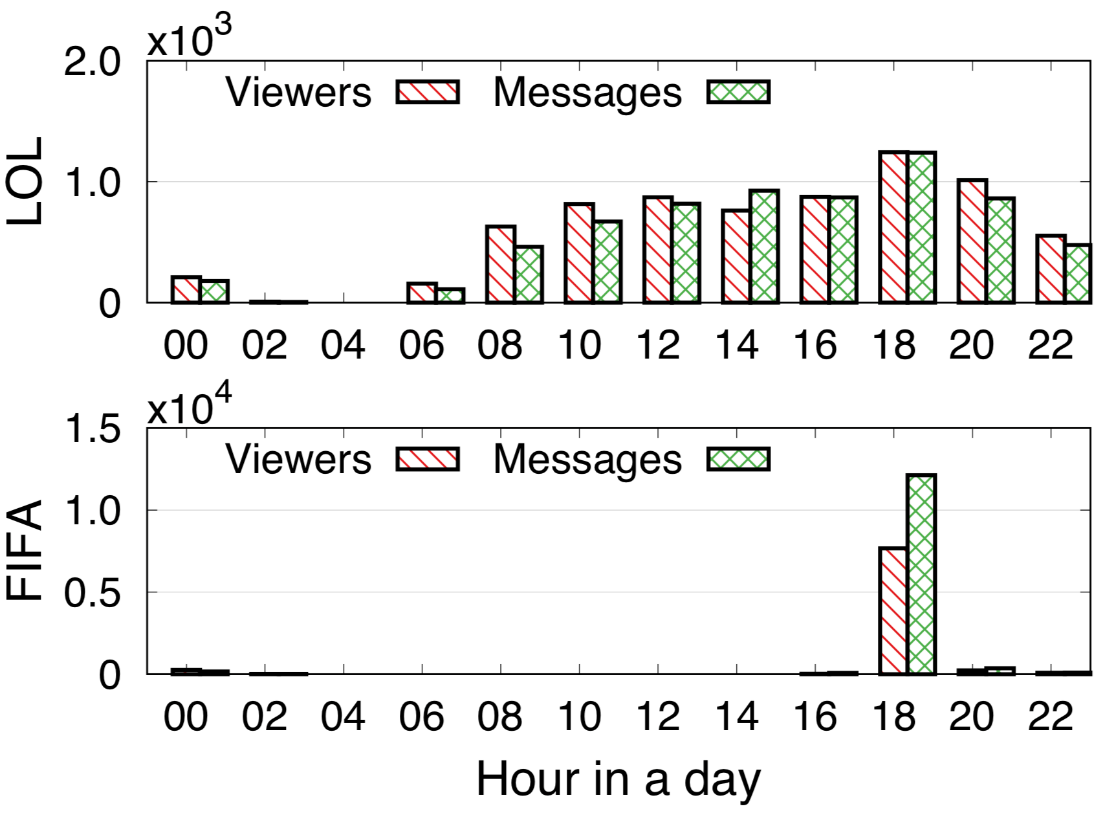 x10^3
2.0
Viewers Messages
LOL
1.0
0
00 02 04 06 08 10 12 14 16 18 20 22
x10^4
1.5
Viewers Messages
1.0
FIFA
0.5
0
00 02 04 06 08 10 12 14 16 18 20 22
Hour in a day